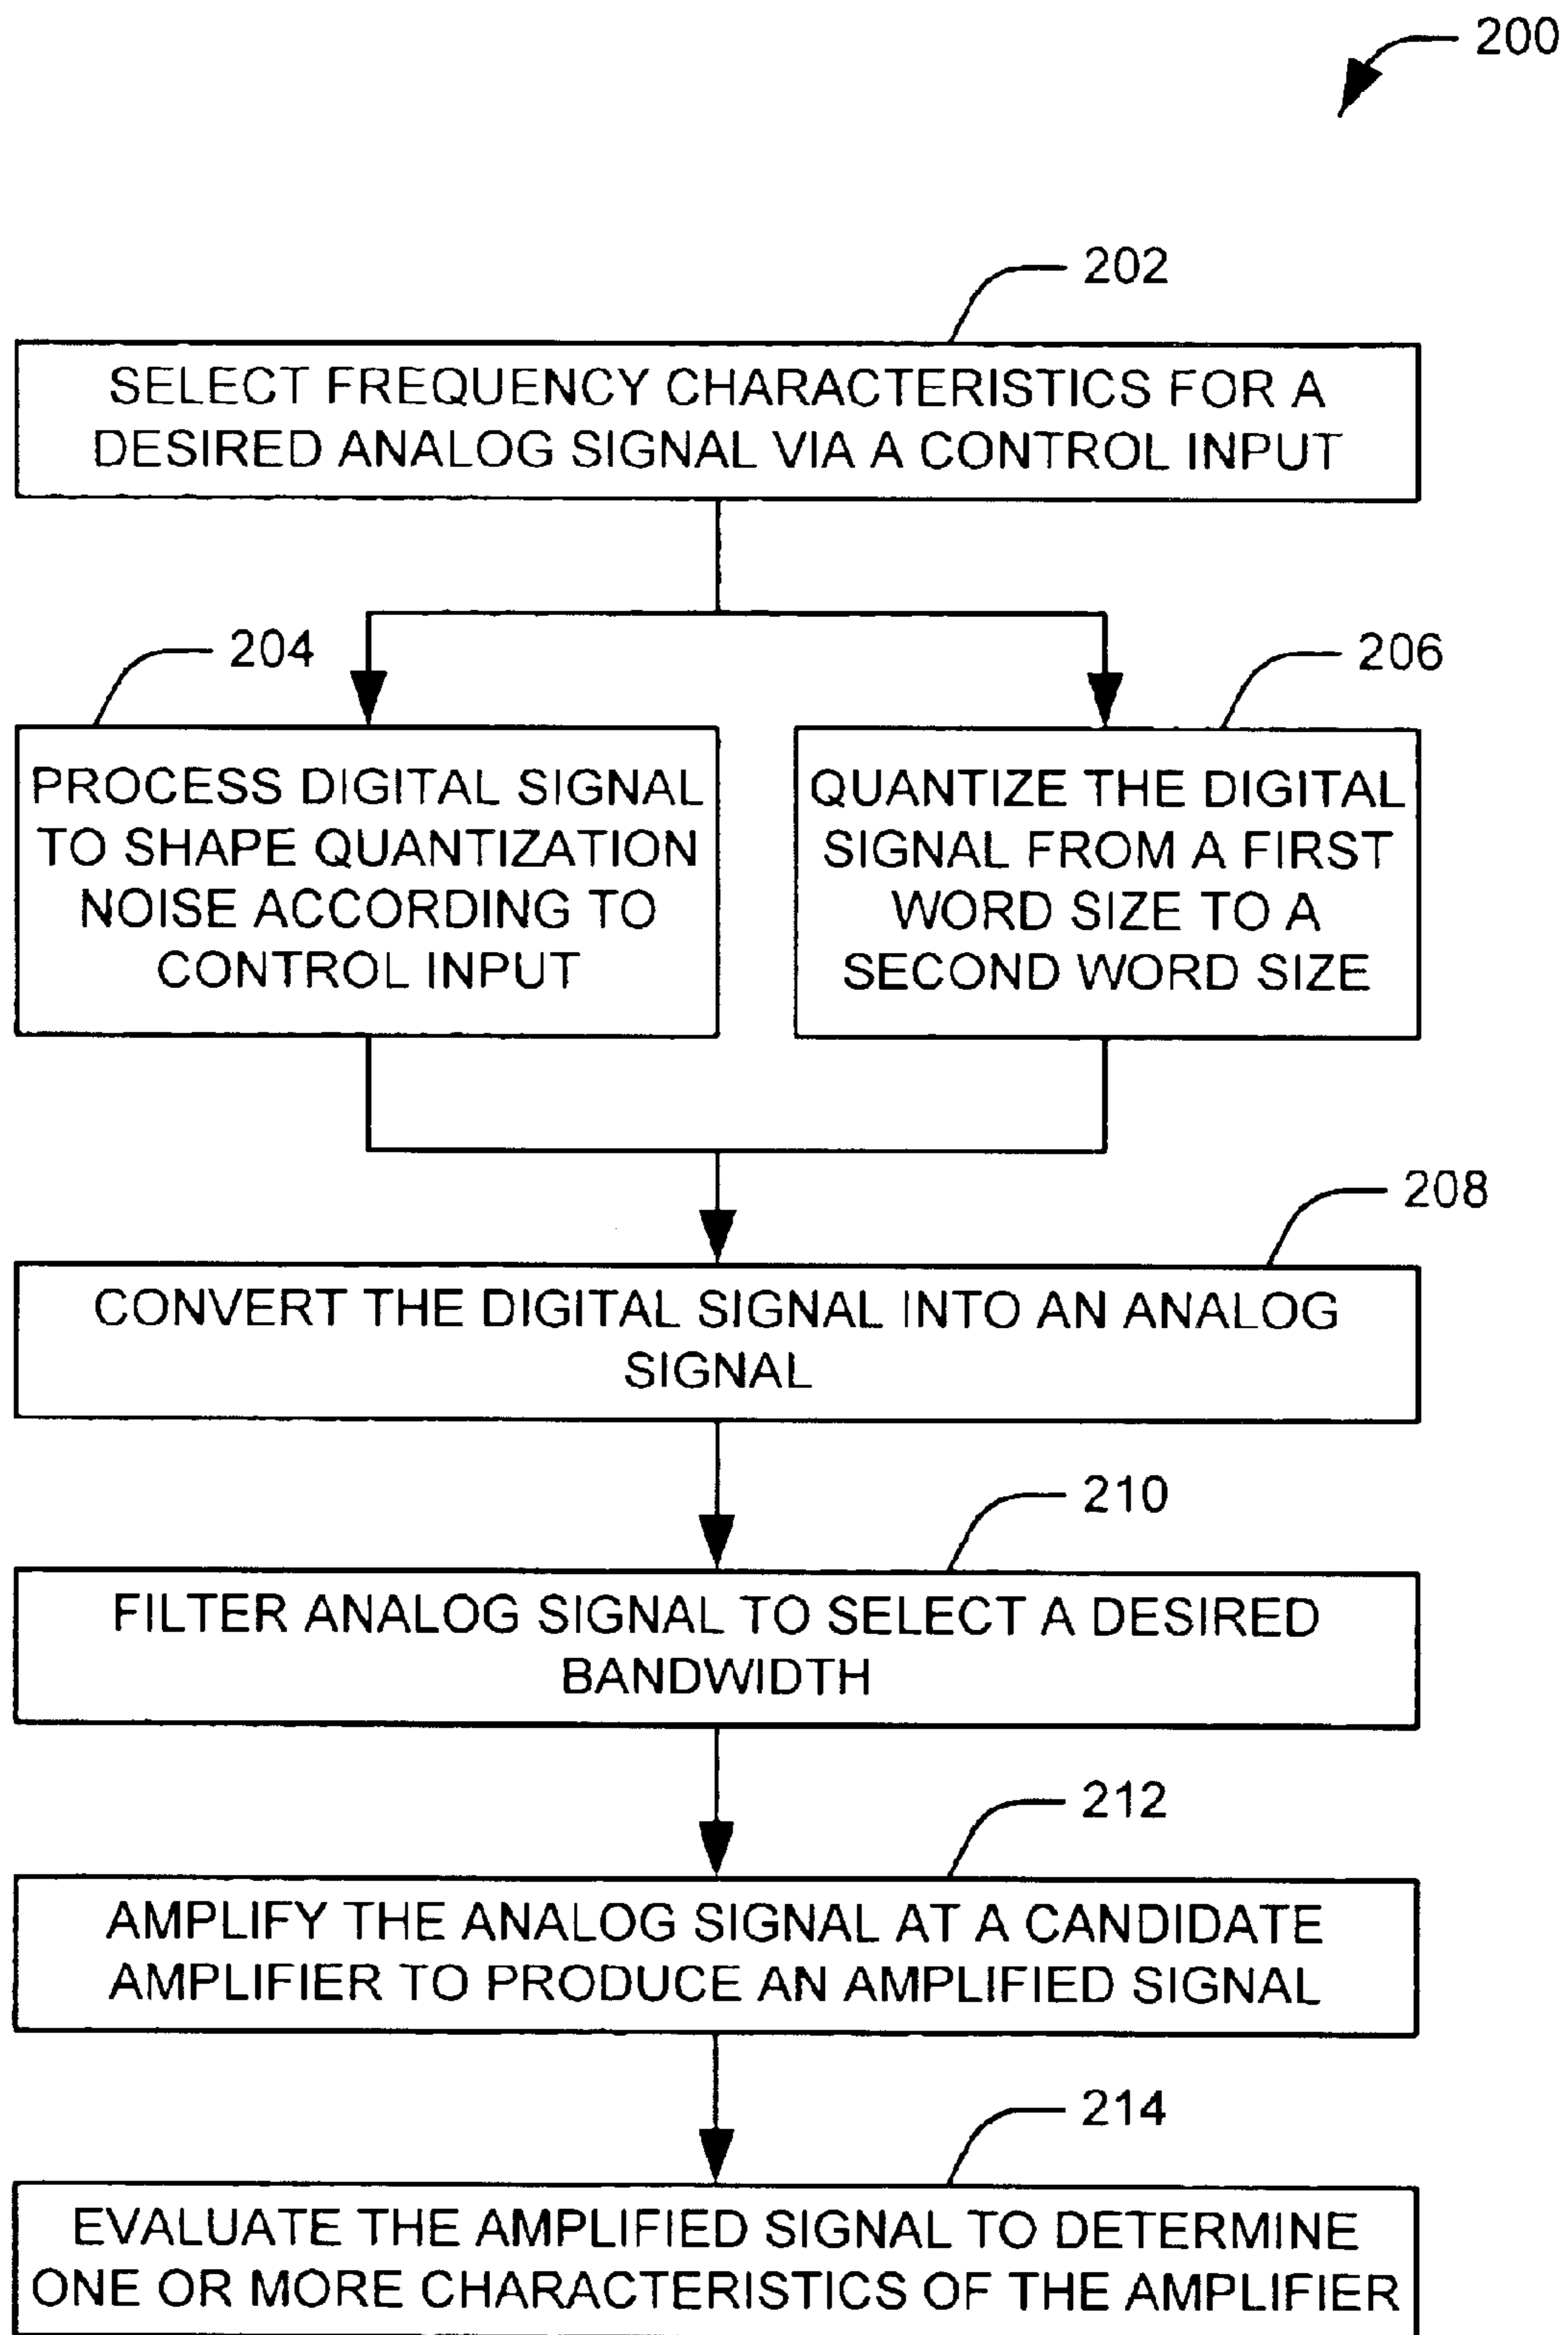 200
202
SELECT FREQUENCY CHARACTERISTICS FOR A
DESIRED ANALOG SIGNAL VIA A CONTROL INPUT
204
206
PROCESS DIGITAL SIGNAL
TO SHAPE QUANTIZATION
NOISE ACCORDING TO
CONTROL INPUT
QUANTIZE THE DIGITAL
SIGNAL FROM A FIRST
WORD SIZE TO A
SECOND WORD SIZE
208
CONVERT THE DIGITAL SIGNAL INTO AN ANALOG
SIGNAL
210
FILTER ANALOG SIGNAL TO SELECT A DESIRED
BANDWIDTH
212
AMPLIFY THE ANALOG SIGNAL AT A CANDIDATE
AMPLIFIER TO PRODUCE AN AMPLIFIED SIGNAL
214
EVALUATE THE AMPLIFIED SIGNAL TO DETERMINE
ONE OR MORE CHARACTERISTICS OF THE AMPLIFIER